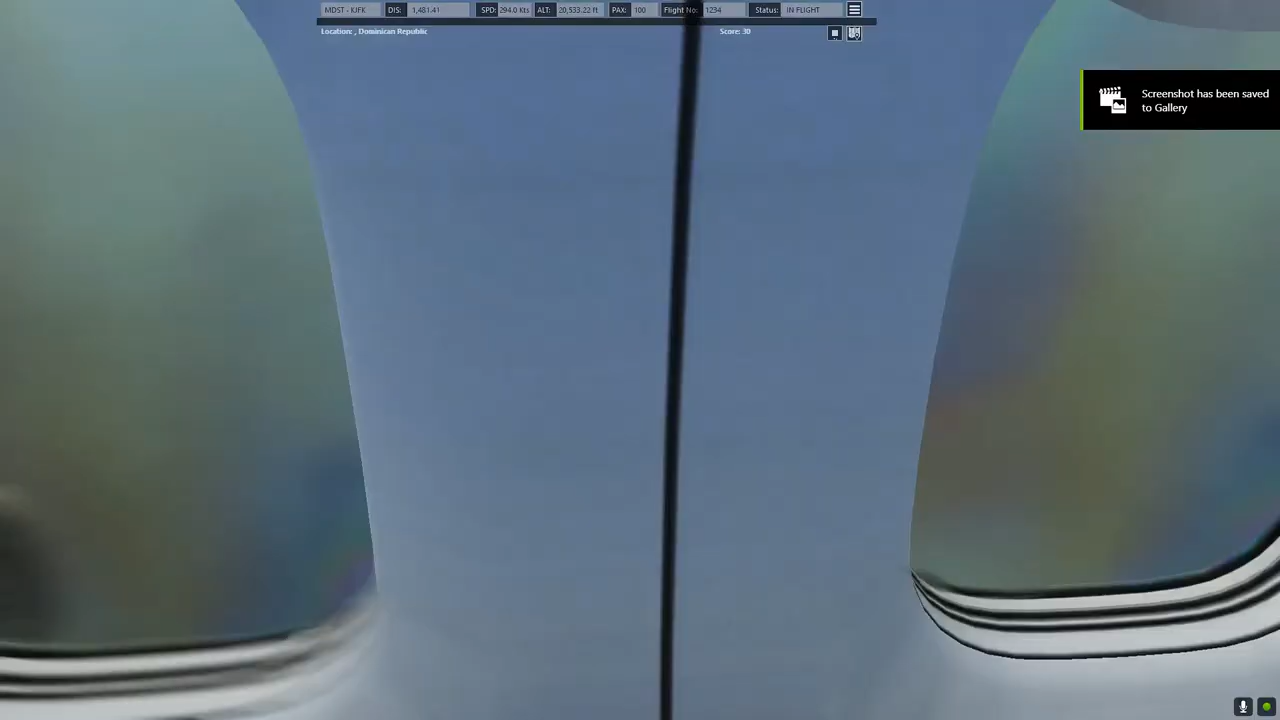 MDST - KJFK DIS: 1,481.41 SPD: 294.0 Kts ALT: 20,533.22 ft PAX: 100 Flight No: 1234 Status: IN FLIGHT
Location: , Dominican Republic Score: 30
Screenshot has been saved
to Gallery